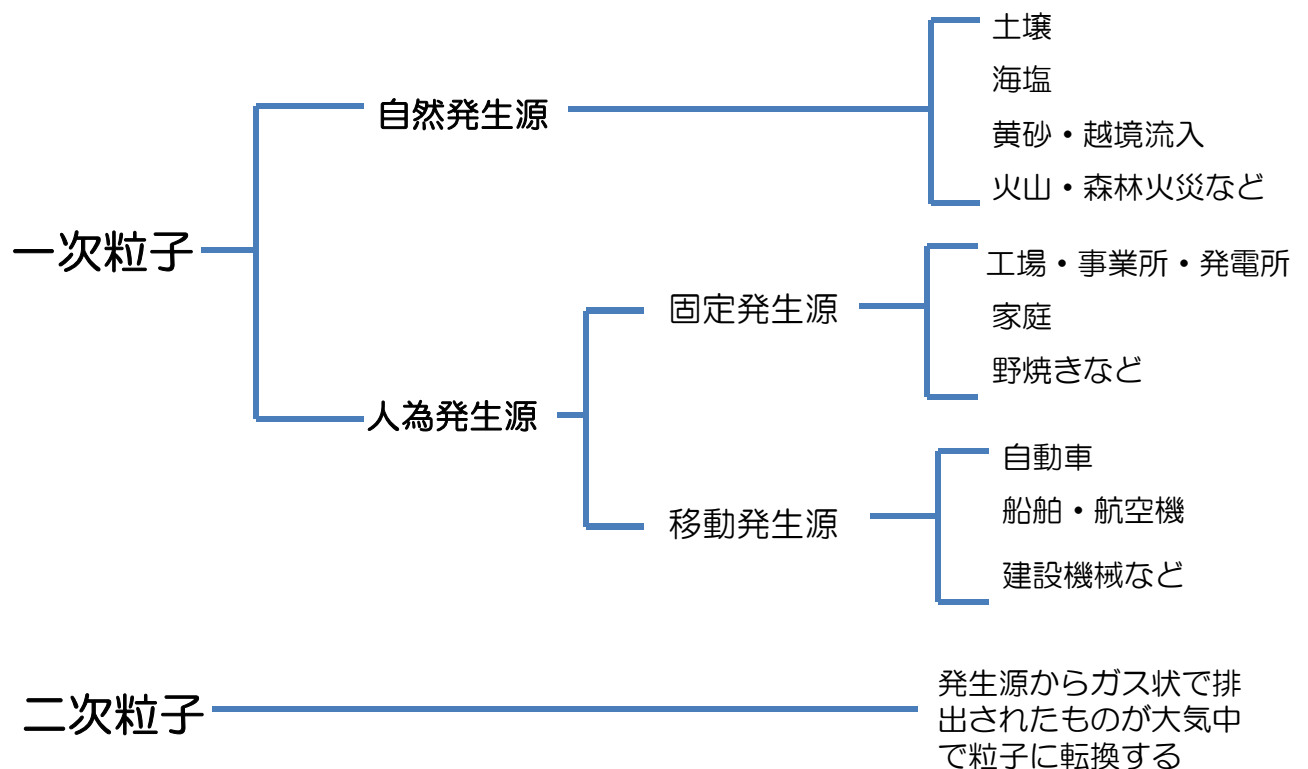 一次粒子
自然発生源
土壌
海塩
黄砂・越境流入
火山・森林火災など
人為発生源
固定発生源
工場・事業所・発電所
家庭
野焼きなど
移動発生源
自動車
船舶・航空機
建設機械など
二次粒子
発生源からガス状で排
出されたものが大気中
で粒子に転換する